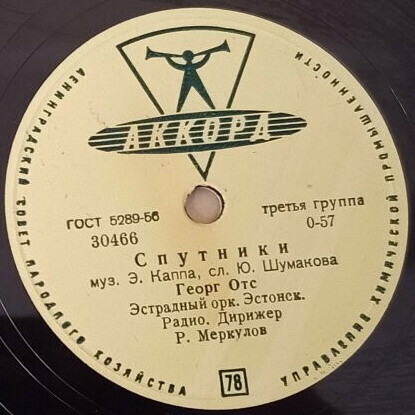 АККОРД
ЛЕНИНГРАДСКИЙ СОВЕТ НАРОДНОГО ХОЗЯЙСТВА
УПРАВЛЕНИЕ ХИМИЧЕСКОЙ ПРОМЫШЛЕННОСТИ
ГОСТ 5289-56
30466
третья группа
0-57
Спутники
муз. Э. Каппа, сл. Ю. Шумакова
Георг Отс
Эстрадный орк. Эстонск.
Радио. Дирижер
Р. Меркулов
78